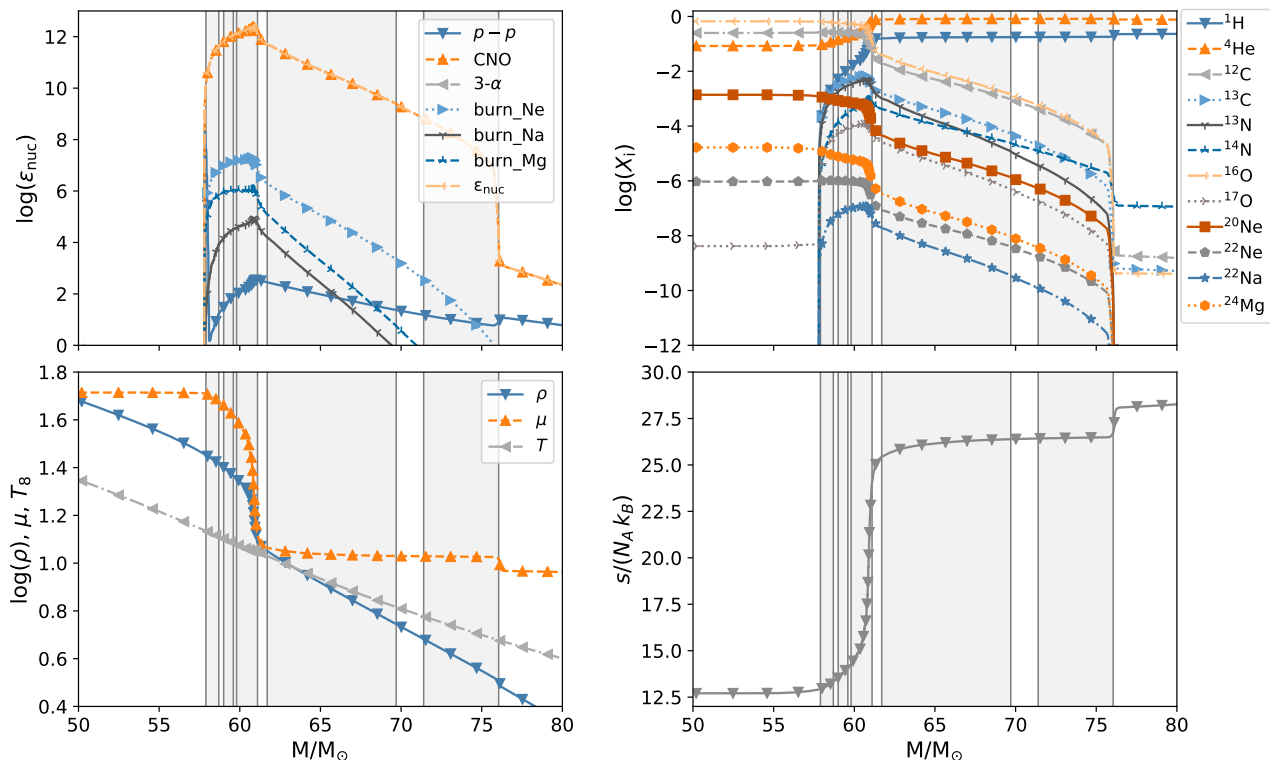 log(ε_nuc)
12
10
8
6
4
2
0
p − p
CNO
3-α
burn_Ne
burn_Na
burn_Mg
ε_nuc
log(X_i)
0
−2
−4
−6
−8
−10
−12
¹H
⁴He
¹²C
¹³C
¹³N
¹⁴N
¹⁶O
¹⁷O
²⁰Ne
²²Ne
²²Na
²⁴Mg
log(ρ), μ, T₈
1.8
1.6
1.4
1.2
1.0
0.8
0.6
0.4
ρ
μ
T
50 55 60 65 70 75 80
M/M☉
s/(N_A k_B)
30.0
27.5
25.0
22.5
20.0
17.5
15.0
12.5
50 55 60 65 70 75 80
M/M☉